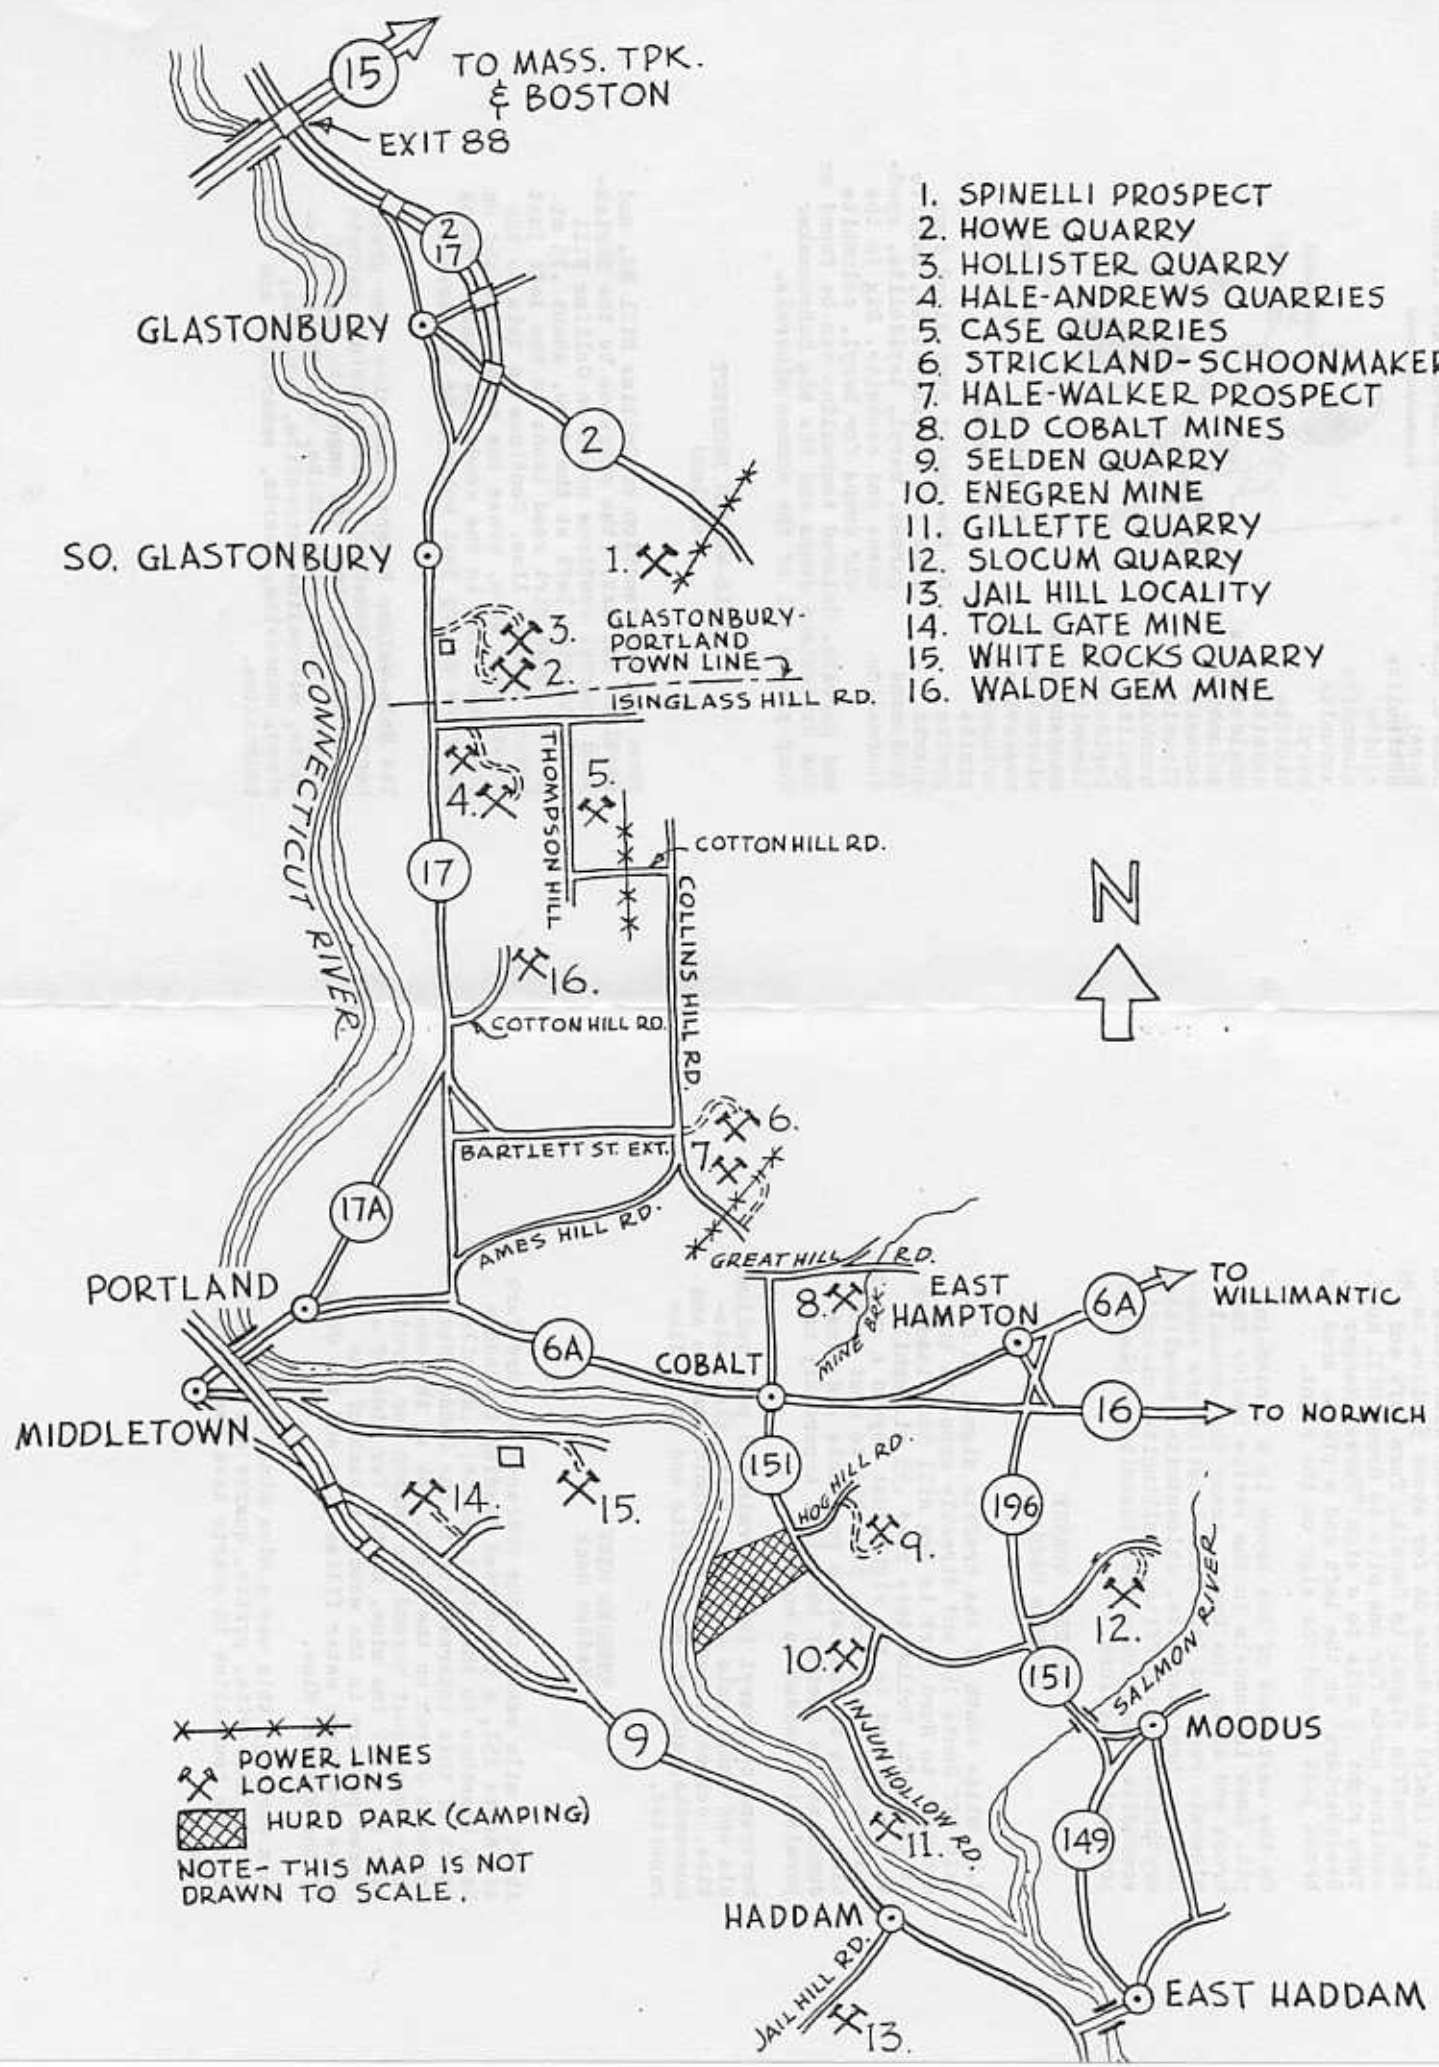 15
TO MASS. TPK.
& BOSTON
EXIT 88
2
17
GLASTONBURY
2
SO. GLASTONBURY
1. SPINELLI PROSPECT
2. HOWE QUARRY
3. HOLLISTER QUARRY
4. HALE-ANDREWS QUARRIES
5. CASE QUARRIES
6. STRICKLAND-SCHOONMAKER
7. HALE-WALKER PROSPECT
8. OLD COBALT MINES
9. SELDEN QUARRY
10. ENEGREN MINE
11. GILLETTE QUARRY
12. SLOCUM QUARRY
13. JAIL HILL LOCALITY
14. TOLL GATE MINE
15. WHITE ROCKS QUARRY
16. WALDEN GEM MINE
1.
3.
2.
GLASTONBURY-
PORTLAND
TOWN LINE
ISINGLASS HILL RD.
CONNECTICUT RIVER
4.
THOMPSON HILL
5.
COTTON HILL RD.
17
COLLINS HILL RD.
N
16.
COTTON HILL RD.
6.
7.
BARTLETT ST. EXT.
17A
AMES HILL RD.
GREAT HILL RD.
PORTLAND
8.
MINE BRK.
EAST
HAMPTON
6A
TO
WILLIMANTIC
6A
COBALT
MIDDLETOWN
16
TO NORWICH
151
HOG HILL RD.
196
14.
15.
9.
12.
SALMON RIVER
10.
151
MOODUS
INJUN HOLLOW RD.
9
11.
149
POWER LINES
LOCATIONS
HURD PARK (CAMPING)
NOTE- THIS MAP IS NOT
DRAWN TO SCALE.
HADDAM
JAIL HILL RD.
13.
EAST HADDAM